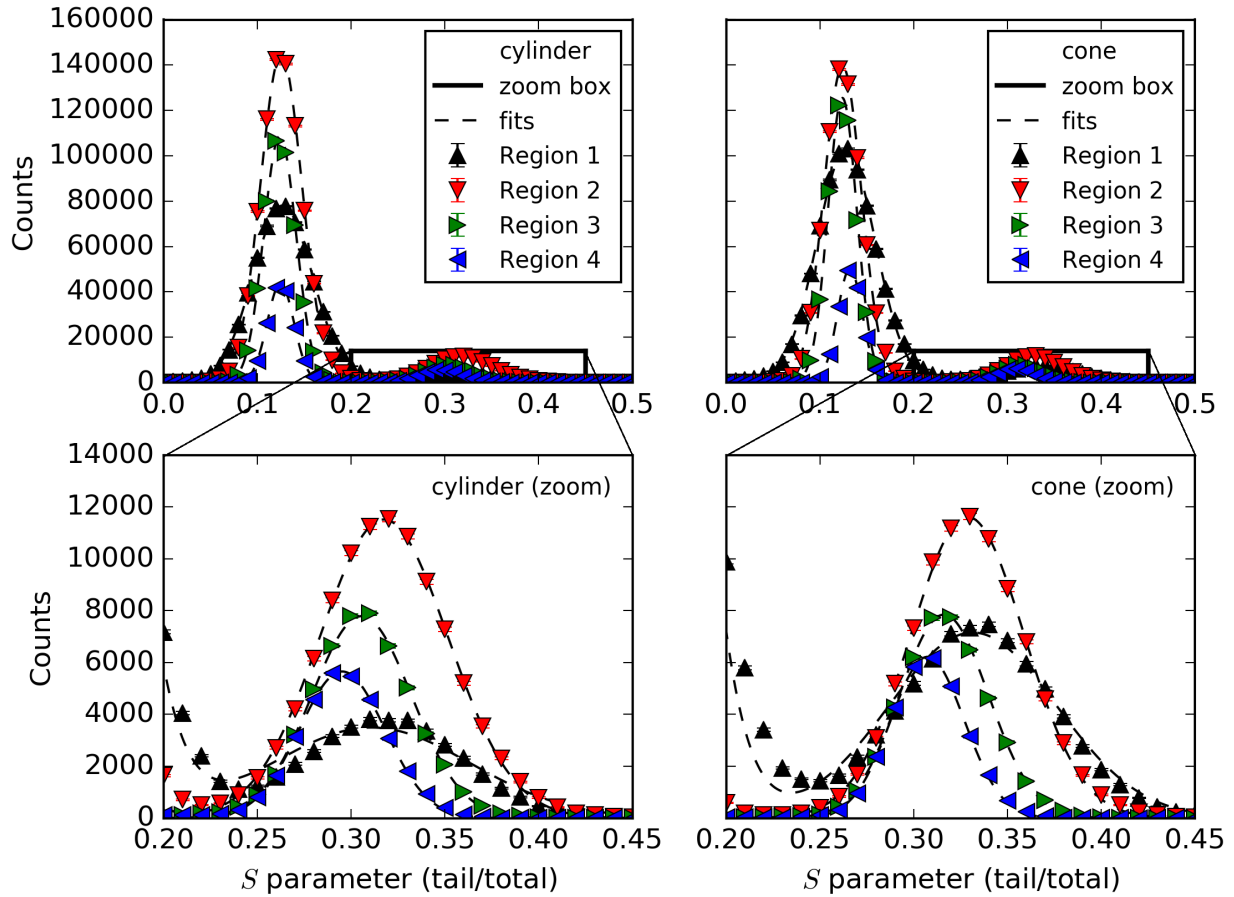 160000
140000
120000
100000
80000
60000
40000
20000
0
Counts
0.0 0.1 0.2 0.3 0.4 0.5
cylinder
zoom box
fits
Region 1
Region 2
Region 3
Region 4
0.0 0.1 0.2 0.3 0.4 0.5
cone
zoom box
fits
Region 1
Region 2
Region 3
Region 4
14000
12000
10000
8000
6000
4000
2000
0
Counts
cylinder (zoom)
0.20 0.25 0.30 0.35 0.40 0.45
S parameter (tail/total)
cone (zoom)
0.20 0.25 0.30 0.35 0.40 0.45
S parameter (tail/total)